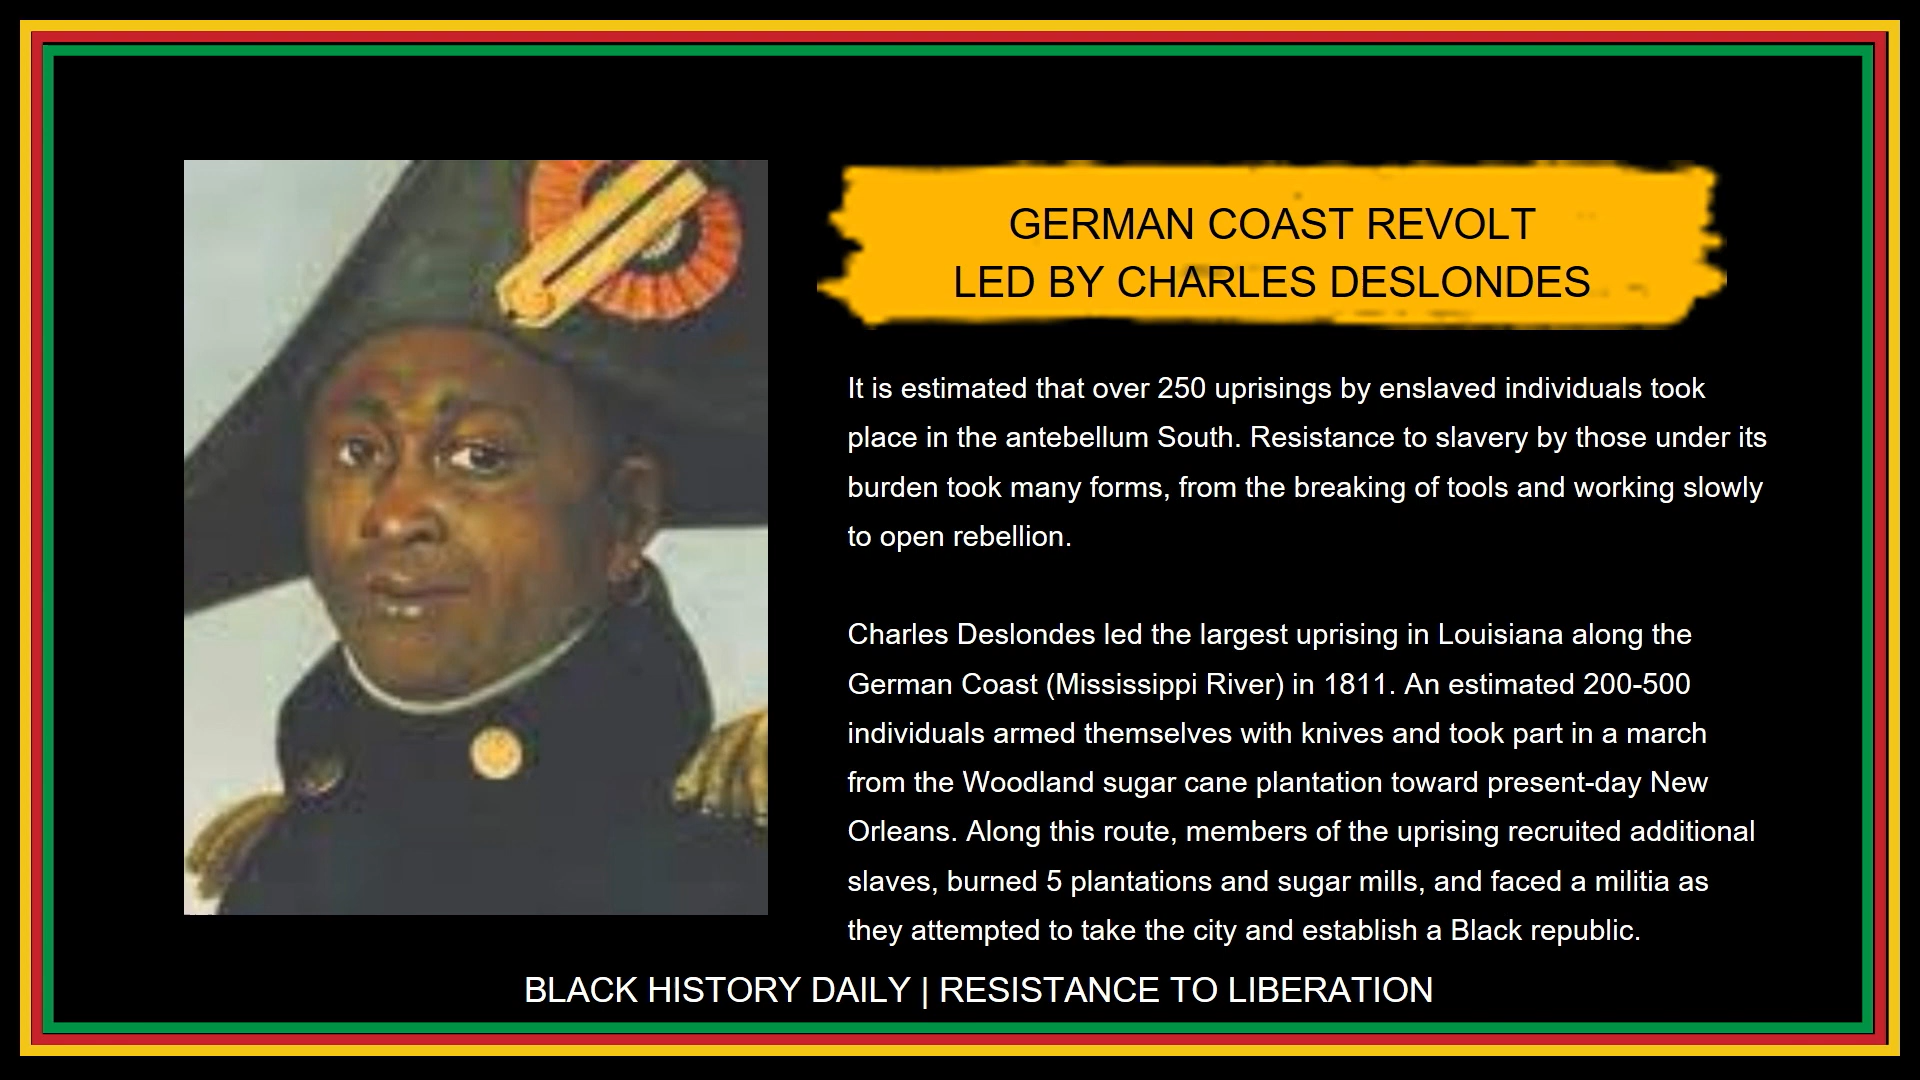 GERMAN COAST REVOLT
LED BY CHARLES DESLONDES
It is estimated that over 250 uprisings by enslaved individuals took
place in the antebellum South. Resistance to slavery by those under its
burden took many forms, from the breaking of tools and working slowly
to open rebellion.
Charles Deslondes led the largest uprising in Louisiana along the
German Coast (Mississippi River) in 1811. An estimated 200-500
individuals armed themselves with knives and took part in a march
from the Woodland sugar cane plantation toward present-day New
Orleans. Along this route, members of the uprising recruited additional
slaves, burned 5 plantations and sugar mills, and faced a militia as
they attempted to take the city and establish a Black republic.
BLACK HISTORY DAILY | RESISTANCE TO LIBERATION